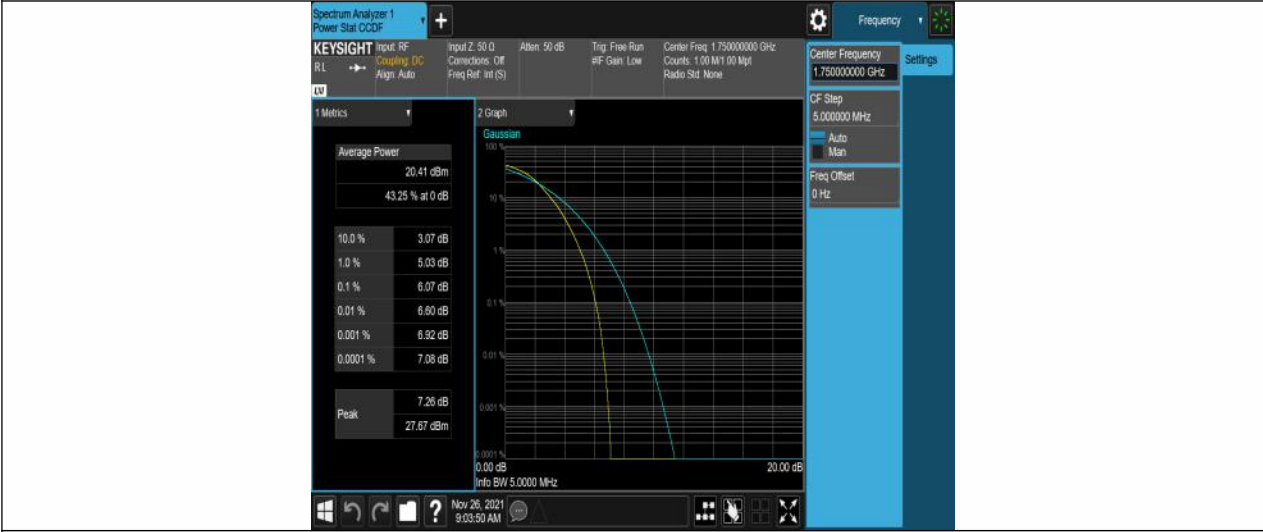 Spectrum Analyzer 1
Power Stat CCDF
+
Frequency
KEYSIGHT
RL
Input: RF
Coupling: DC
Align: Auto
Input Z: 50 Ω
Corrections: Off
Freq Ref: Int (S)
Atten: 50 dB
Trig: Free Run
#IF Gain: Low
Center Freq: 1.750000000 GHz
Counts: 1.00 M/1.00 Mpt
Radio Std: None
LXI
Center Frequency
1.750000000 GHz
Settings
CF Step
5.000000 MHz
Auto
Man
Freq Offset
0 Hz
1 Metrics
Average Power
20.41 dBm
43.25 % at 0 dB
10.0 % 3.07 dB
1.0 % 5.03 dB
0.1 % 6.07 dB
0.01 % 6.60 dB
0.001 % 6.92 dB
0.0001 % 7.08 dB
Peak
7.26 dB
27.67 dBm
2 Graph
Gaussian
100 %
10 %
1 %
0.1 %
0.01 %
0.001 %
0.0001 %
0.00 dB 20.00 dB
Info BW 5.0000 MHz
?
Nov 26, 2021
9:03:50 AM